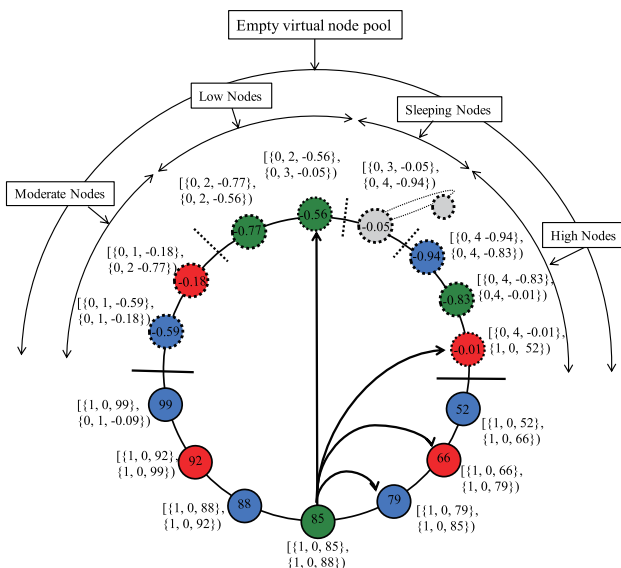 Empty virtual node pool
Low Nodes
Sleeping Nodes
Moderate Nodes
High Nodes
[{0, 2, -0.56},
{0, 3, -0.05})
[{0, 3, -0.05},
{0, 4, -0.94})
[{0, 2, -0.77},
{0, 2, -0.56})
[{0, 1, -0.18},
{0, 2 -0.77})
[{0, 4 -0.94},
{0, 4, -0.83})
[{0, 1, -0.59},
{0, 1, -0.18})
[{0, 4, -0.83},
{0,4, -0.01})
[{0, 4, -0.01},
{1, 0,  52})
-0.56
-0.77
-0.05
-0.94
-0.18
-0.83
-0.59
-0.01
99
52
92
66
88
79
85
[{1, 0, 99},
{0, 1, -0.09})
[{1, 0, 52},
{1, 0, 66})
[{1, 0, 92},
{1, 0, 99})
[{1, 0, 66},
{1, 0, 79})
[{1, 0, 88},
{1, 0, 92})
[{1, 0, 79},
{1, 0, 85})
[{1, 0, 85},
{1, 0, 88})